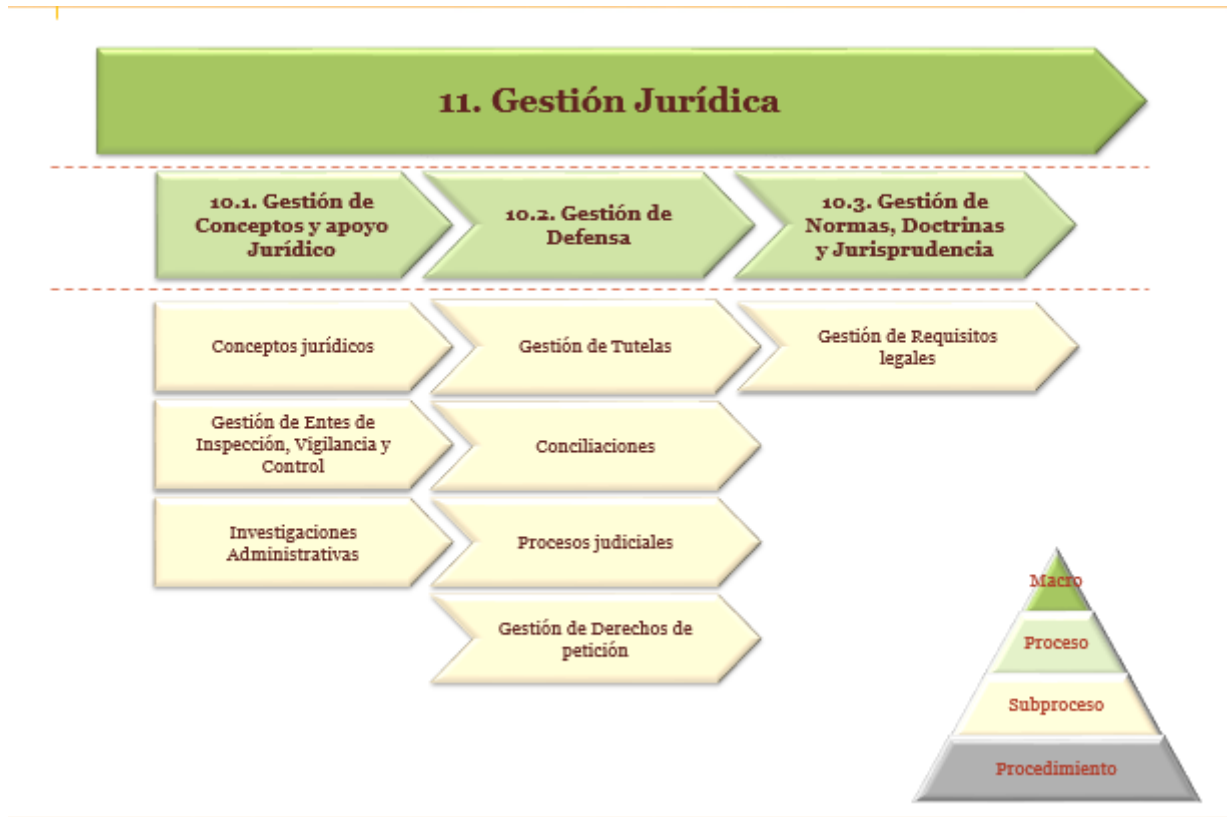 11. Gestión Jurídica
10.1. Gestión de
Conceptos y apoyo
Jurídico
10.2. Gestión de
Defensa
10.3. Gestión de
Normas, Doctrinas
y Jurisprudencia
Conceptos jurídicos
Gestión de Tutelas
Gestión de Requisitos
legales
Gestión de Entes de
Inspección, Vigilancia y
Control
Conciliaciones
Investigaciones
Administrativas
Procesos judiciales
Gestión de Derechos de
petición
Macro
Proceso
Subproceso
Procedimiento